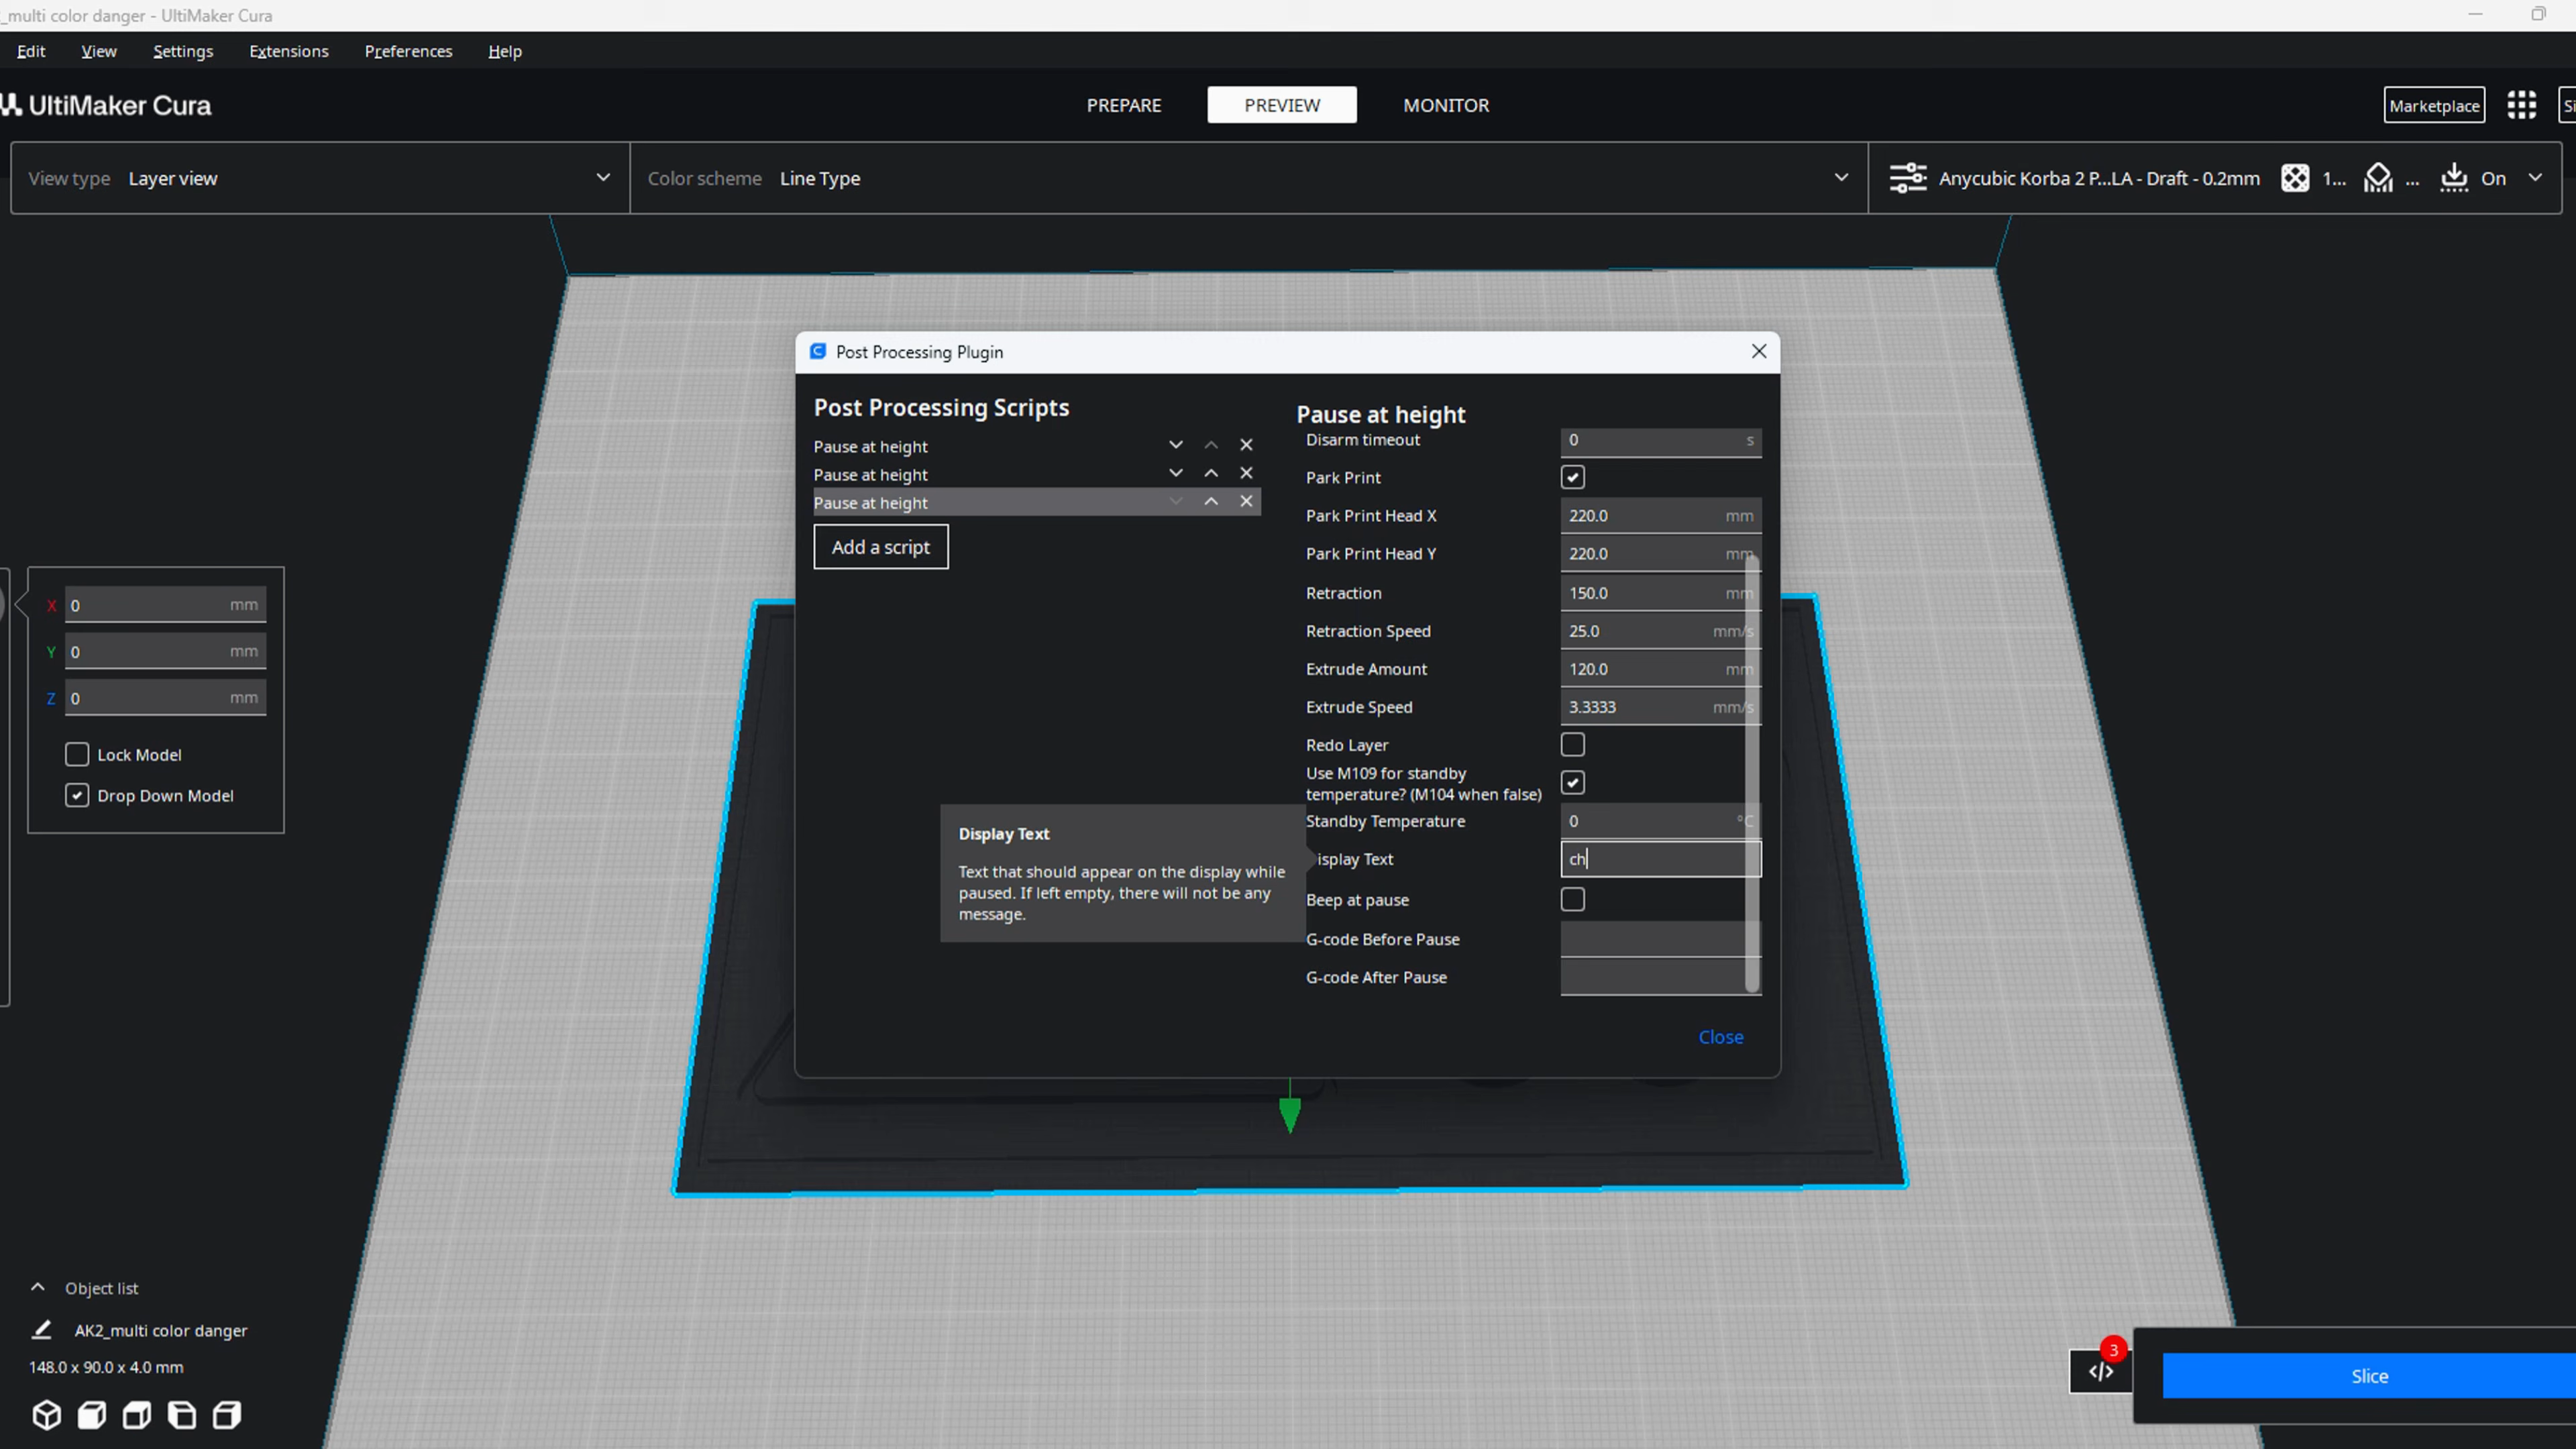 _multi color danger - UltiMaker Cura
Edit View Settings Extensions Preferences Help
UltiMaker Cura
PREPARE PREVIEW MONITOR
Marketplace
Si
View type Layer view
Color scheme Line Type
Anycubic Korba 2 P...LA - Draft - 0.2mm 1... ... On
Post Processing Plugin
Post Processing Scripts
Pause at height
Pause at height
Pause at height
Add a script
Pause at height
Disarm timeout 0 s
Park Print
Park Print Head X 220.0 mm
Park Print Head Y 220.0 mm
Retraction 150.0 mm
Retraction Speed 25.0 mm/s
Extrude Amount 120.0 mm
Extrude Speed 3.3333 mm/s
Redo Layer
Use M109 for standby
temperature? (M104 when false)
Standby Temperature 0 °C
isplay Text ch
Beep at pause
G-code Before Pause
G-code After Pause
Close
Display Text
Text that should appear on the display while
paused. If left empty, there will not be any
message.
X 0 mm
Y 0 mm
Z 0 mm
Lock Model
Drop Down Model
Object list
AK2_multi color danger
148.0 x 90.0 x 4.0 mm
3
</>
Slice